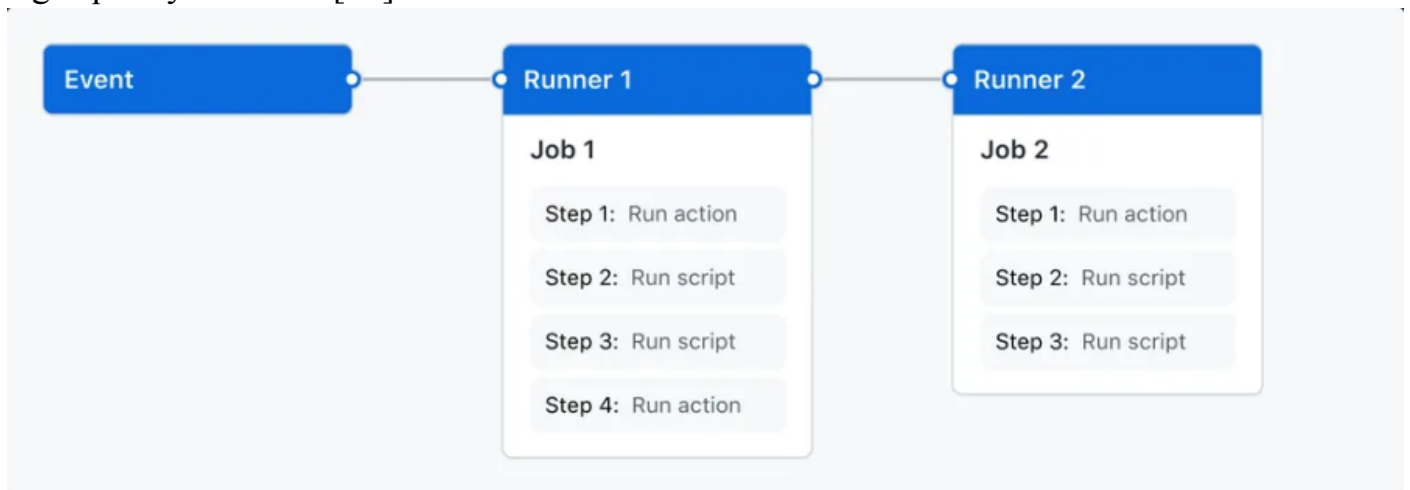 Event
Runner 1
Runner 2
Job 1
Step 1: Run action
Step 2: Run script
Step 3: Run script
Step 4: Run action
Job 2
Step 1: Run action
Step 2: Run script
Step 3: Run script